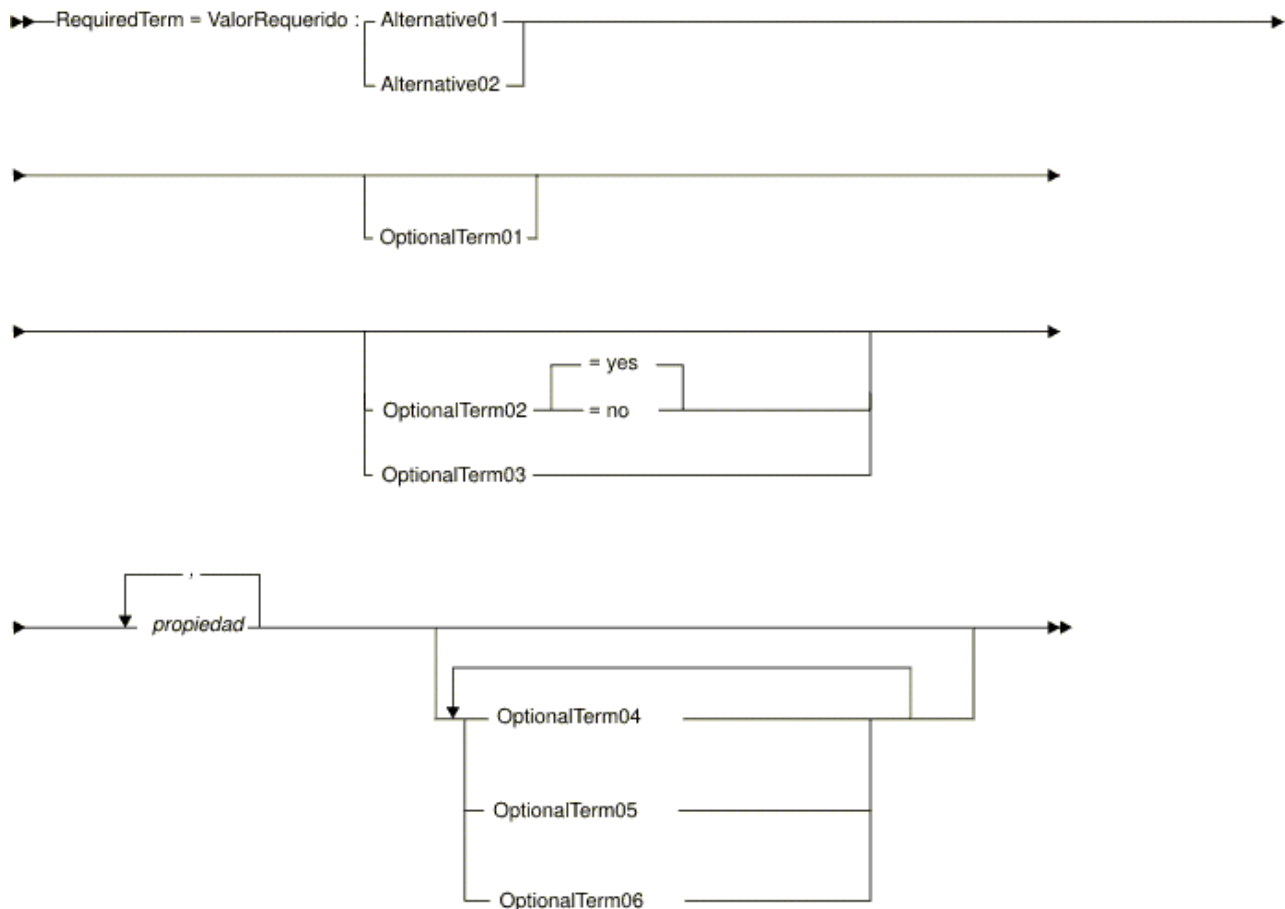 RequiredTerm = ValorRequerido : Alternative01
Alternative02
OptionalTerm01
= yes
OptionalTerm02 = no
OptionalTerm03
,
propiedad
OptionalTerm04
OptionalTerm05
OptionalTerm06